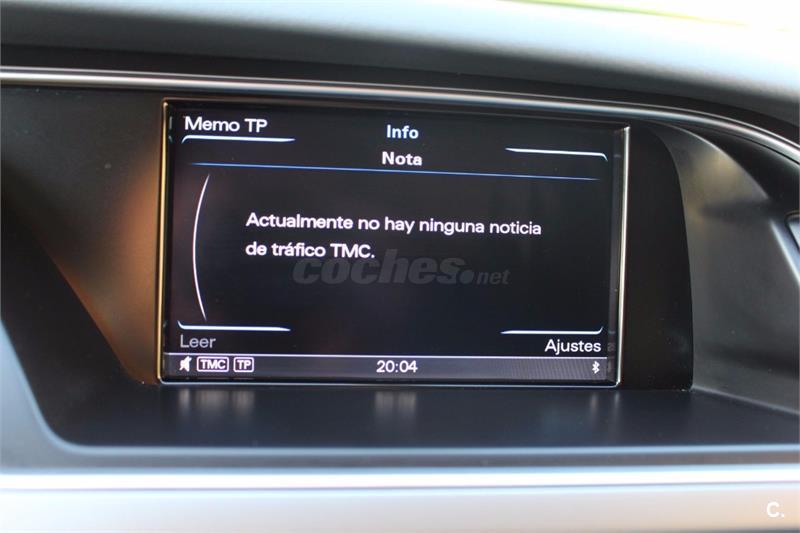 Memo TP
Info
Nota
Actualmente no hay ninguna noticia
de tráfico TMC.
coches.net
Leer
Ajustes
TMC TP 20:04
C.